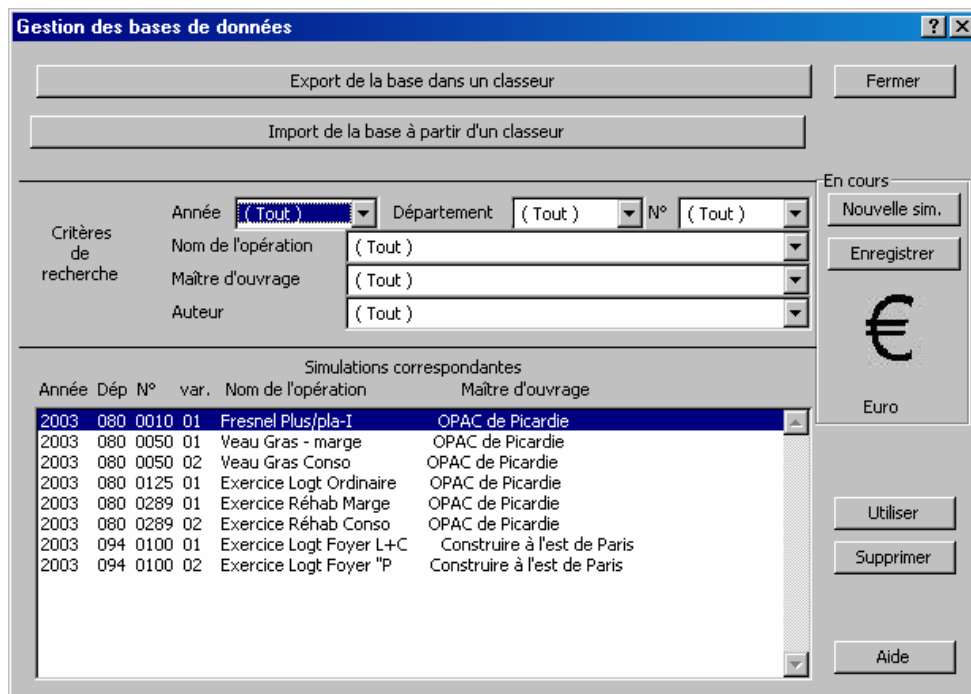 Gestion des bases de données
Export de la base dans un classeur
Fermer
Import de la base à partir d'un classeur
En cours
Critères de recherche
Année ( Tout ) Département ( Tout ) N° ( Tout )
Nouvelle sim.
Nom de l'opération ( Tout )
Enregistrer
Maître d'ouvrage ( Tout )
Auteur ( Tout )
€
Euro
Simulations correspondantes
Année Dép N° var. Nom de l'opération Maître d'ouvrage
2003 080 0010 01 Fresnel Plus/pla-I OPAC de Picardie
2003 080 0050 01 Veau Gras - marge OPAC de Picardie
2003 080 0050 02 Veau Gras Conso OPAC de Picardie
2003 080 0125 01 Exercice Logt Ordinaire OPAC de Picardie
2003 080 0289 01 Exercice Réhab Marge OPAC de Picardie
2003 080 0289 02 Exercice Réhab Conso OPAC de Picardie
2003 094 0100 01 Exercice Logt Foyer L+C Construire à l'est de Paris
2003 094 0100 02 Exercice Logt Foyer "P Construire à l'est de Paris
Utiliser
Supprimer
Aide